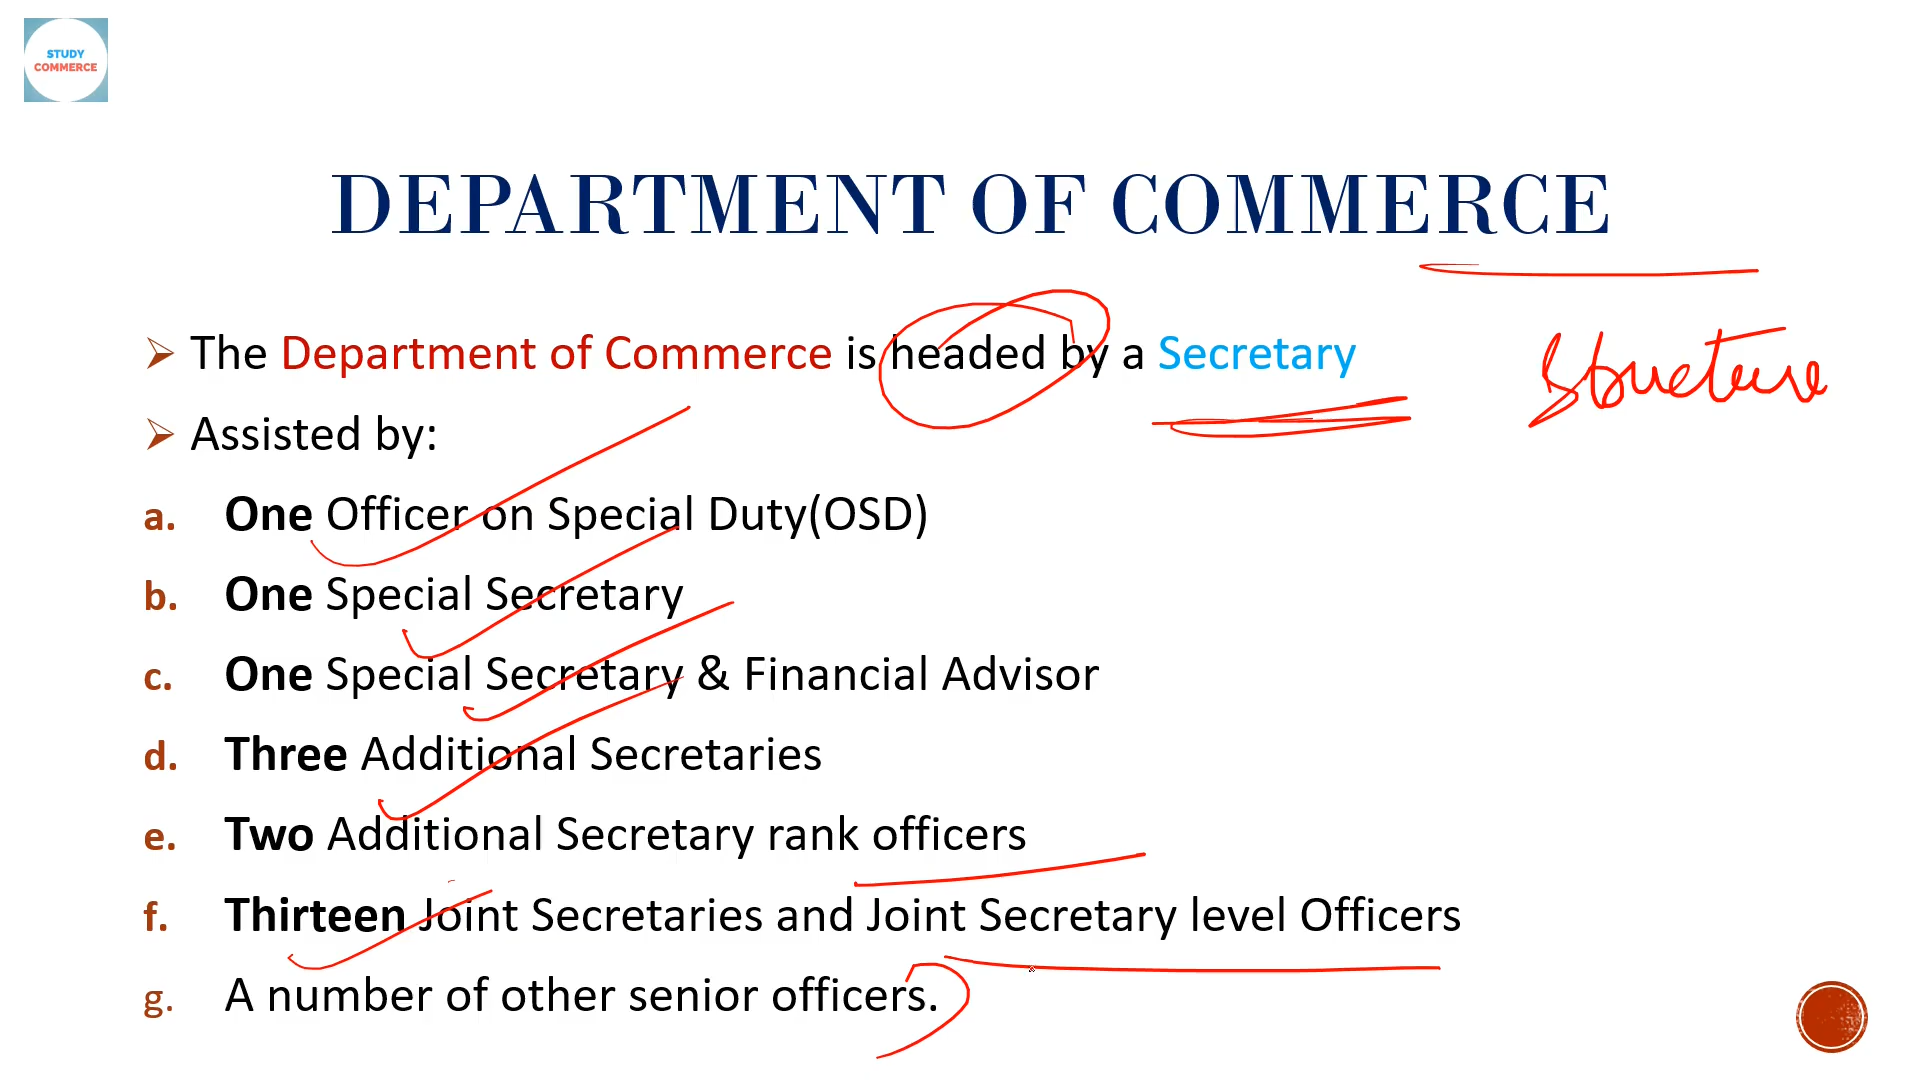 STUDY
COMMERCE
DEPARTMENT OF COMMERCE
➢ The Department of Commerce is headed by a Secretary
Structure
➢ Assisted by:
a. One Officer on Special Duty(OSD)
b. One Special Secretary
c. One Special Secretary & Financial Advisor
d. Three Additional Secretaries
e. Two Additional Secretary rank officers
f. Thirteen Joint Secretaries and Joint Secretary level Officers
g. A number of other senior officers.